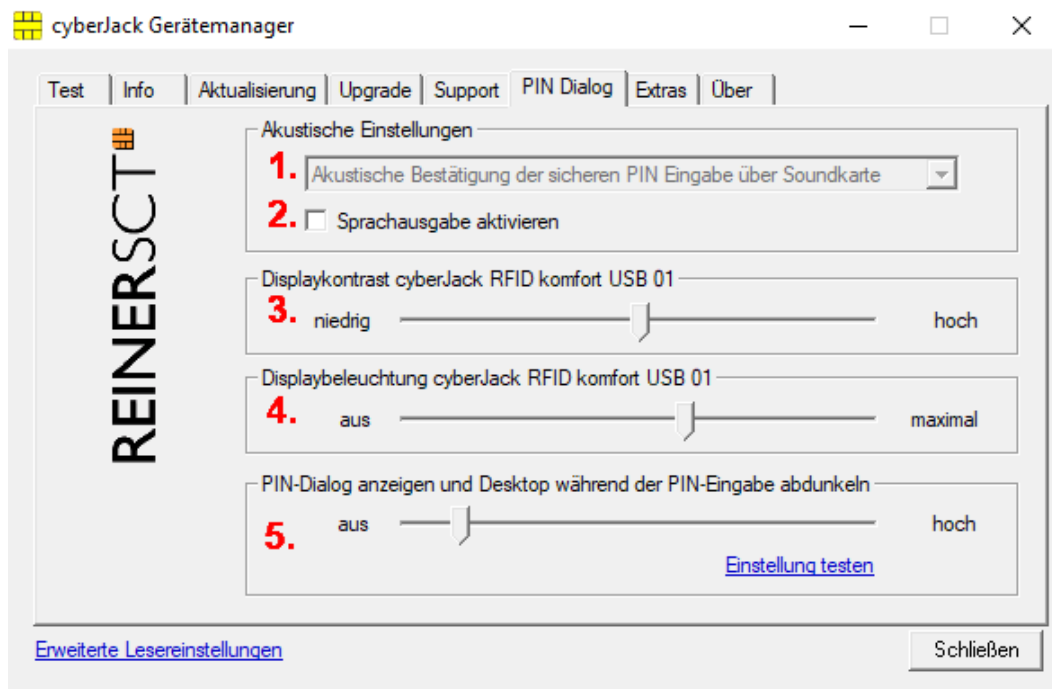 cyberJack Gerätemanager
Test Info Aktualisierung Upgrade Support PIN Dialog Extras Über
REINERSCT
Akustische Einstellungen
1. Akustische Bestätigung der sicheren PIN Eingabe über Soundkarte
2. Sprachausgabe aktivieren
Displaykontrast cyberJack RFID komfort USB 01
3. niedrig hoch
Displaybeleuchtung cyberJack RFID komfort USB 01
4. aus maximal
PIN-Dialog anzeigen und Desktop während der PIN-Eingabe abdunkeln
5. aus hoch
Einstellung testen
Erweiterte Lesereinstellungen Schließen